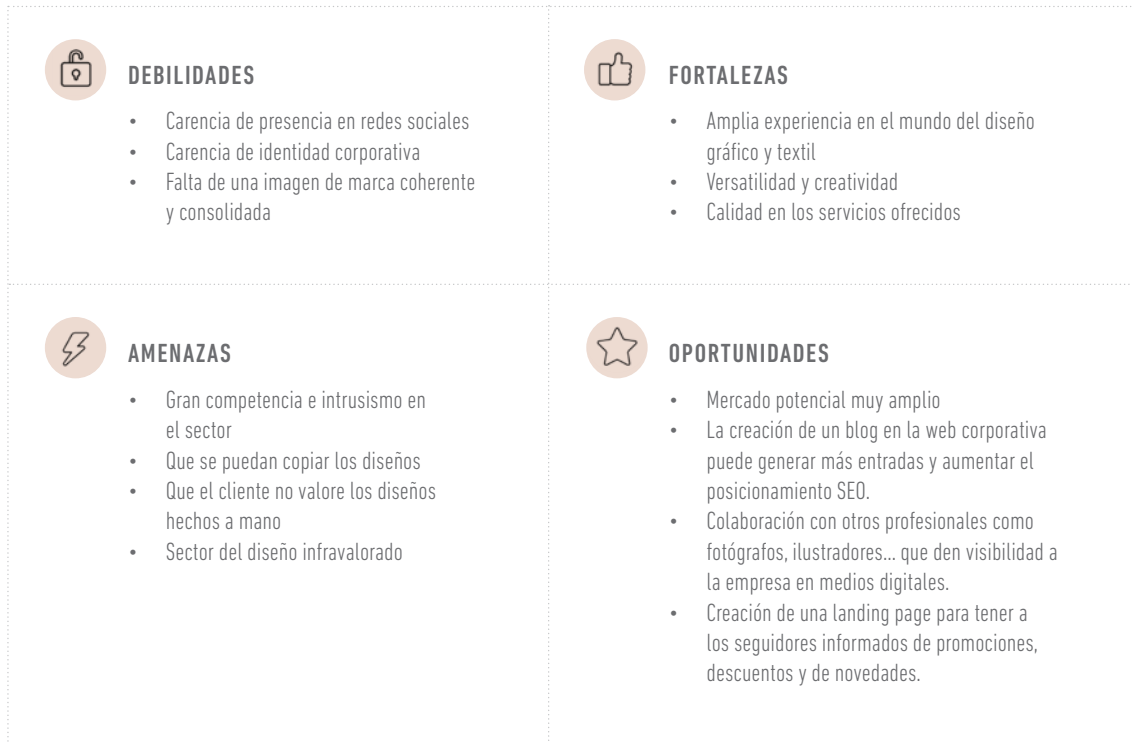 DEBILIDADES
• Carencia de presencia en redes sociales
• Carencia de identidad corporativa
• Falta de una imagen de marca coherente
y consolidada
FORTALEZAS
• Amplia experiencia en el mundo del diseño
gráfico y textil
• Versatilidad y creatividad
• Calidad en los servicios ofrecidos
AMENAZAS
• Gran competencia e intrusismo en
el sector
• Que se puedan copiar los diseños
• Que el cliente no valore los diseños
hechos a mano
• Sector del diseño infravalorado
OPORTUNIDADES
• Mercado potencial muy amplio
• La creación de un blog en la web corporativa
puede generar más entradas y aumentar el
posicionamiento SEO.
• Colaboración con otros profesionales como
fotógrafos, ilustradores... que den visibilidad a
la empresa en medios digitales.
• Creación de una landing page para tener a
los seguidores informados de promociones,
descuentos y de novedades.